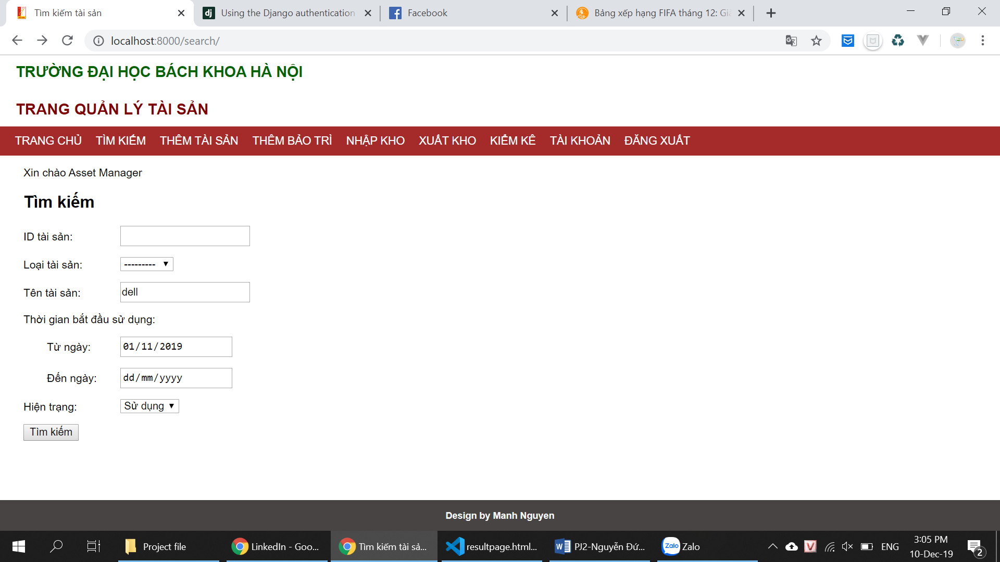 Tìm kiếm tài sản
Using the Django authentication
Facebook
Bảng xếp hạng FIFA tháng 12: Giả
localhost:8000/search/
TRƯỜNG ĐẠI HỌC BÁCH KHOA HÀ NỘI
TRANG QUẢN LÝ TÀI SẢN
TRANG CHỦ TÌM KIẾM THÊM TÀI SẢN THÊM BẢO TRÌ NHẬP KHO XUẤT KHO KIỂM KÊ TÀI KHOẢN ĐĂNG XUẤT
Xin chào Asset Manager
Tìm kiếm
ID tài sản:
Loại tài sản: ---------
Tên tài sản: dell
Thời gian bắt đầu sử dụng:
Từ ngày: 01/11/2019
Đến ngày: dd/mm/yyyy
Hiện trạng: Sử dụng
Tìm kiếm
Design by Manh Nguyen
Project file
LinkedIn - Goo...
Tìm kiếm tài sả...
resultpage.html...
PJ2-Nguyễn Đứ...
Zalo
ENG
3:05 PM
10-Dec-19
2